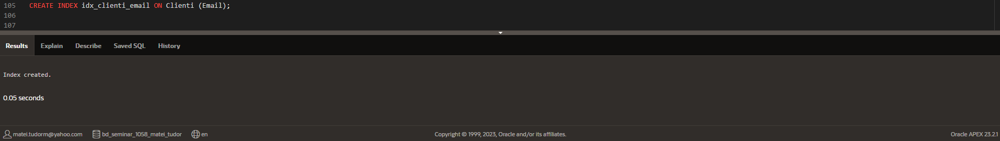 105 CREATE INDEX idx_clienti_email ON Clienti (Email);
106
107
Results Explain Describe Saved SQL History
Index created.
0.05 seconds
matei.tudorm@yahoo.com bd_seminar_1058_matei_tudor en Copyright © 1999, 2023, Oracle and/or its affiliates. Oracle APEX 23.2.1